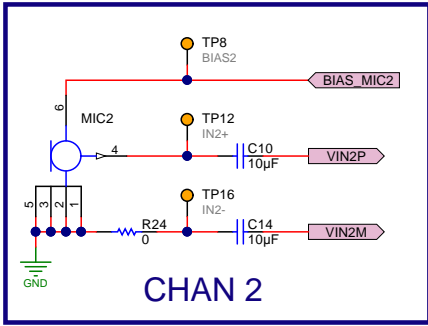 TP8
BIAS2
BIAS_MIC2
6
MIC2
TP12
IN2+
4
C10
10µF
VIN2P
TP16
IN2-
5
3
2
1
R24
0
C14
10µF
VIN2M
GND
CHAN 2